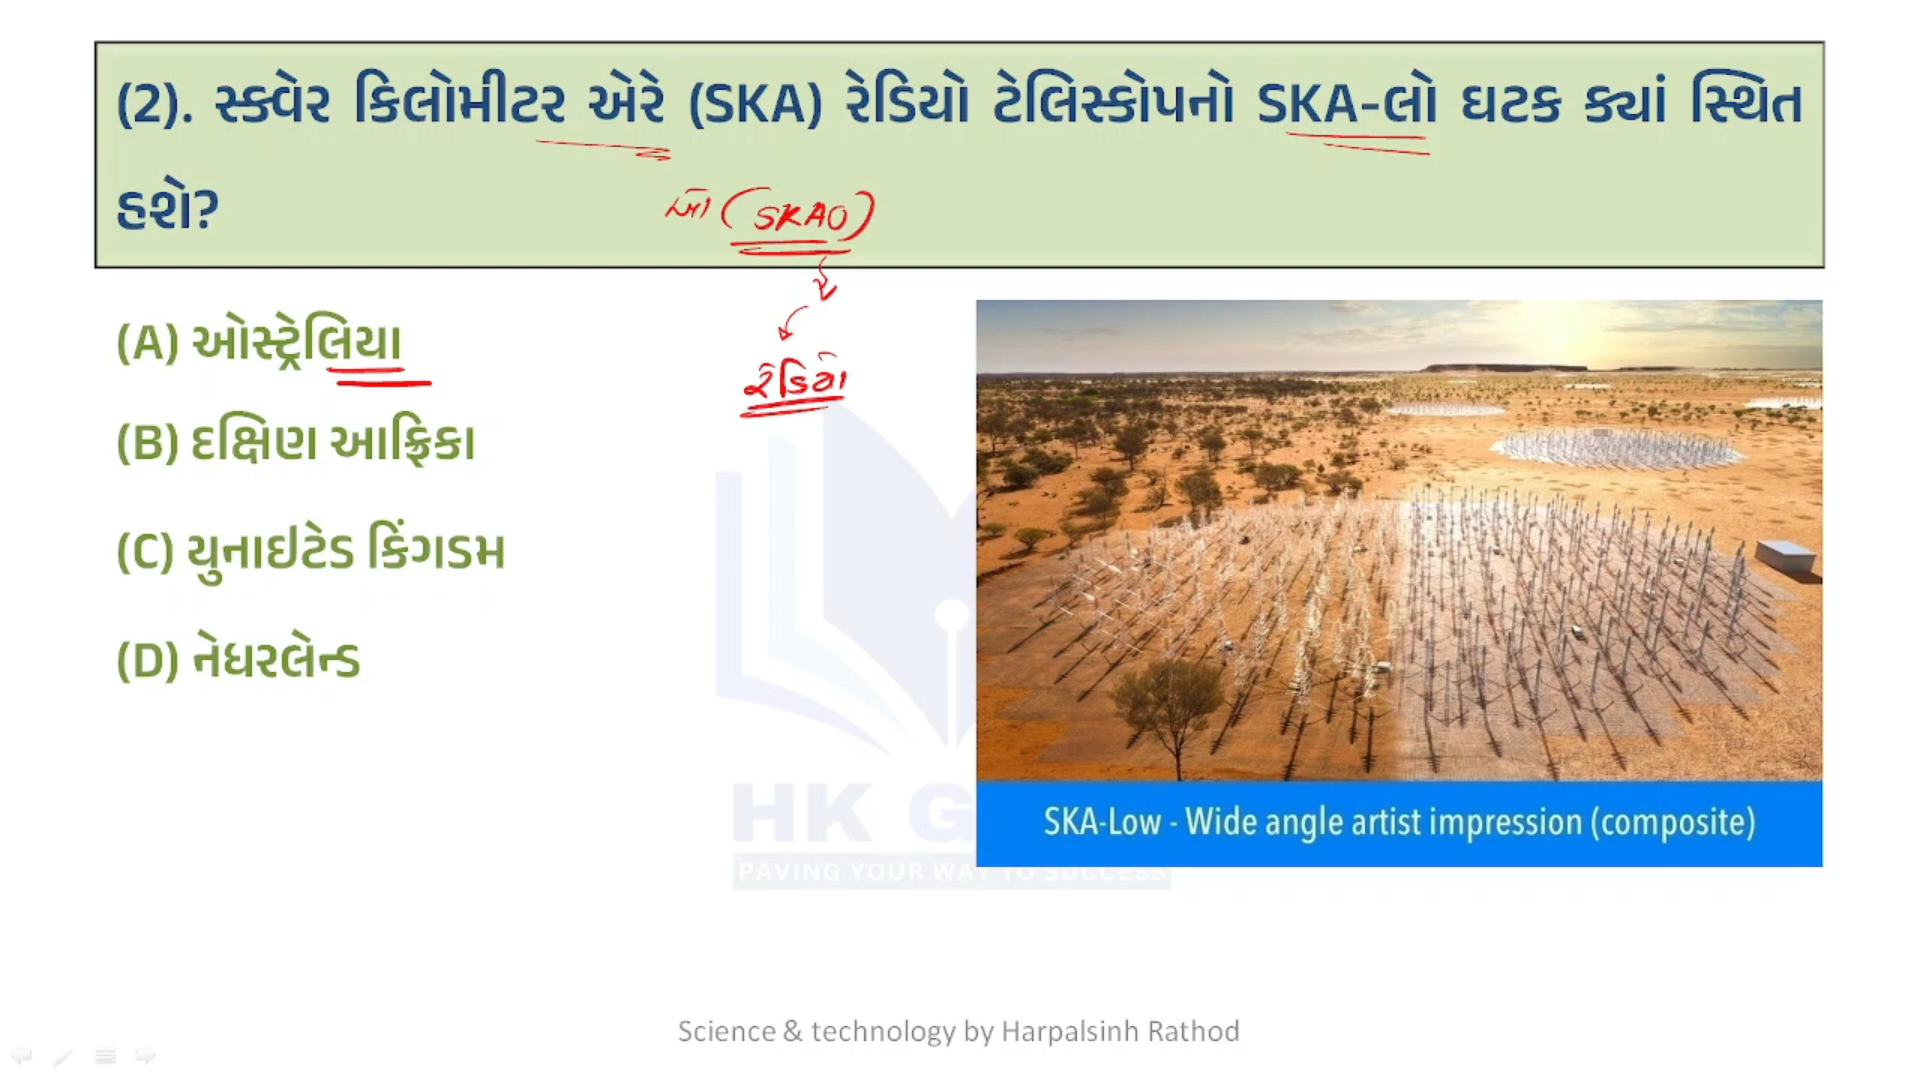 (2). સ્ક્વેર કિલોમીટર એરે (SKA) રેડિયો ટેલિસ્કોપનો SKA-લો ઘટક ક્યાં સ્થિત
હશે?
(SKAO)
રેડિયો
(A) ઓસ્ટ્રેલિયા
(B) દક્ષિણ આફ્રિકા
(C) યુનાઇટેડ કિંગડમ
(D) નેધરલેન્ડ
SKA-Low - Wide angle artist impression (composite)
HK G
PAVING YOUR WAY TO SUCCESS
Science & technology by Harpalsinh Rathod